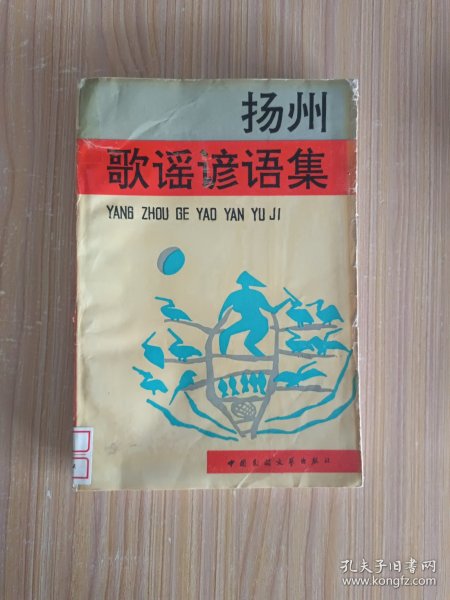 扬州
歌谣谚语集
YANG ZHOU GE YAO YAN YU JI
中国民间文艺出版社
孔夫子旧书网
www.kongfz.com